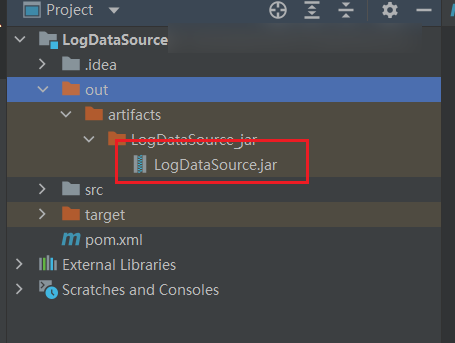 Project
LogDataSource
.idea
out
artifacts
LogDataSource_jar
LogDataSource.jar
src
target
pom.xml
External Libraries
Scratches and Consoles